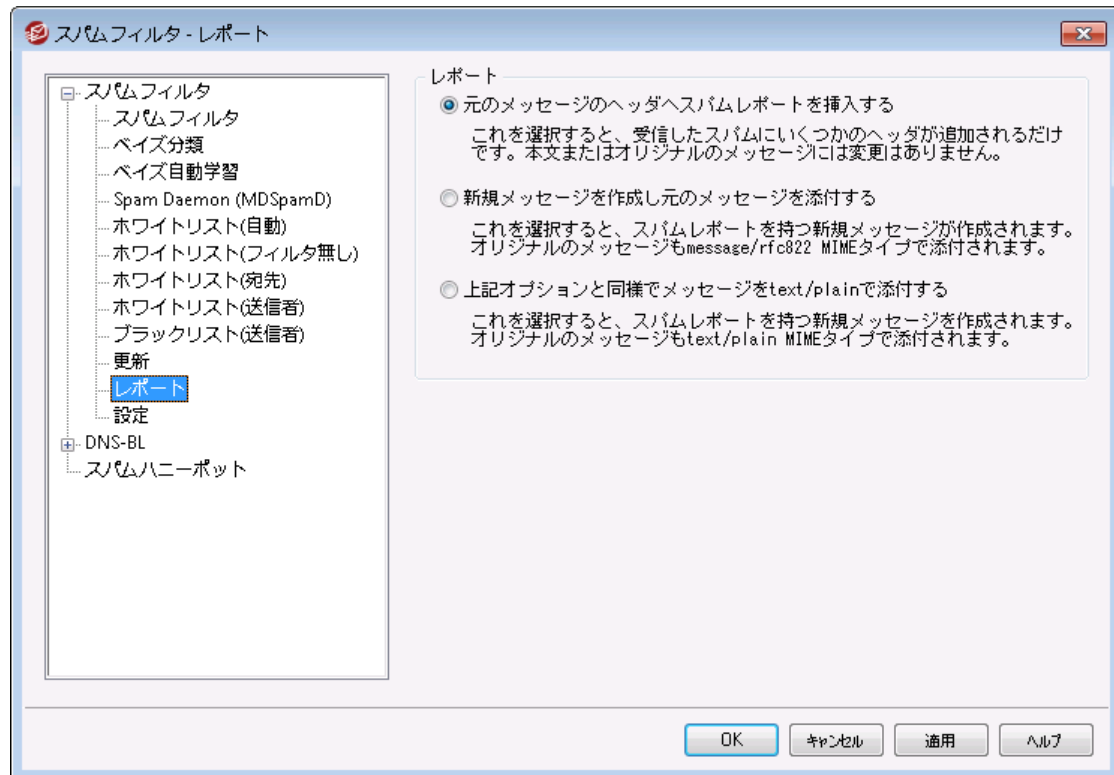 スパムフィルタ - レポート
スパムフィルタ
スパムフィルタ
ベイズ分類
ベイズ自動学習
Spam Daemon (MDSpamD)
ホワイトリスト(自動)
ホワイトリスト(フィルタ無し)
ホワイトリスト(宛先)
ホワイトリスト(送信者)
ブラックリスト(送信者)
更新
レポート
設定
DNS-BL
スパムハニーポット
レポート
元のメッセージのヘッダへスパムレポートを挿入する
これを選択すると、受信したスパムにいくつかのヘッダが追加されるだけ
です。本文またはオリジナルのメッセージには変更はありません。
新規メッセージを作成し元のメッセージを添付する
これを選択すると、スパムレポートを持つ新規メッセージが作成されます。
オリジナルのメッセージもmessage/rfc822 MIMEタイプで添付されます。
上記オプションと同様でメッセージをtext/plainで添付する
これを選択すると、スパムレポートを持つ新規メッセージを作成されます。
オリジナルのメッセージもtext/plain MIMEタイプで添付されます。
OK
キャンセル
適用
ヘルプ